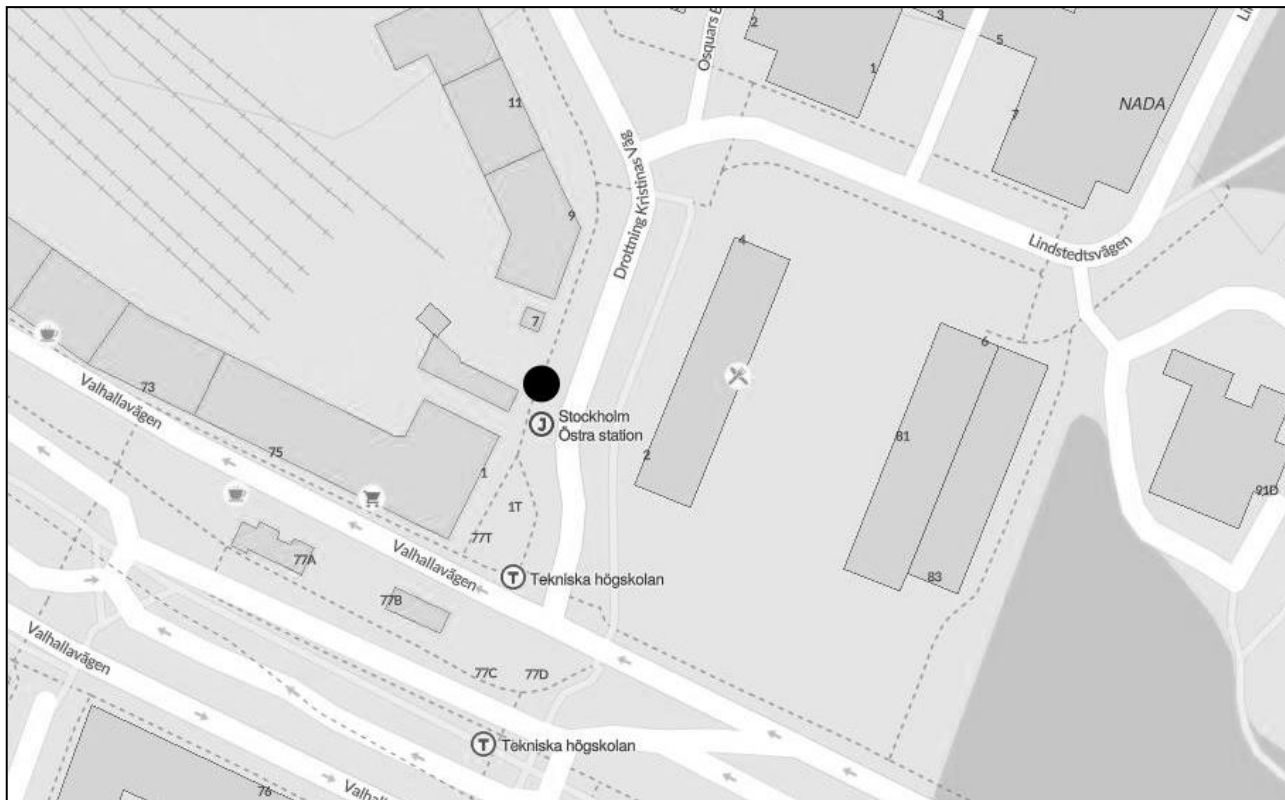 2
3
5
Osquars B
1
7
NADA
11
Drottning Kristinas Väg
9
Lindstedtsvägen
4
7
6
73
Valhallavägen
J
Stockholm
Östra station
75
1
2
81
91D
1T
77T
77A
Valhallavägen
T
Tekniska högskolan
83
77B
Valhallavägen
77C
77D
T
Tekniska högskolan
76